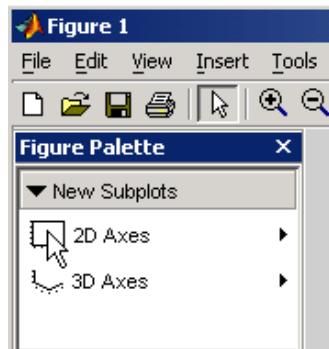 Figure 1
File Edit View Insert Tools
Figure Palette
New Subplots
2D Axes
3D Axes